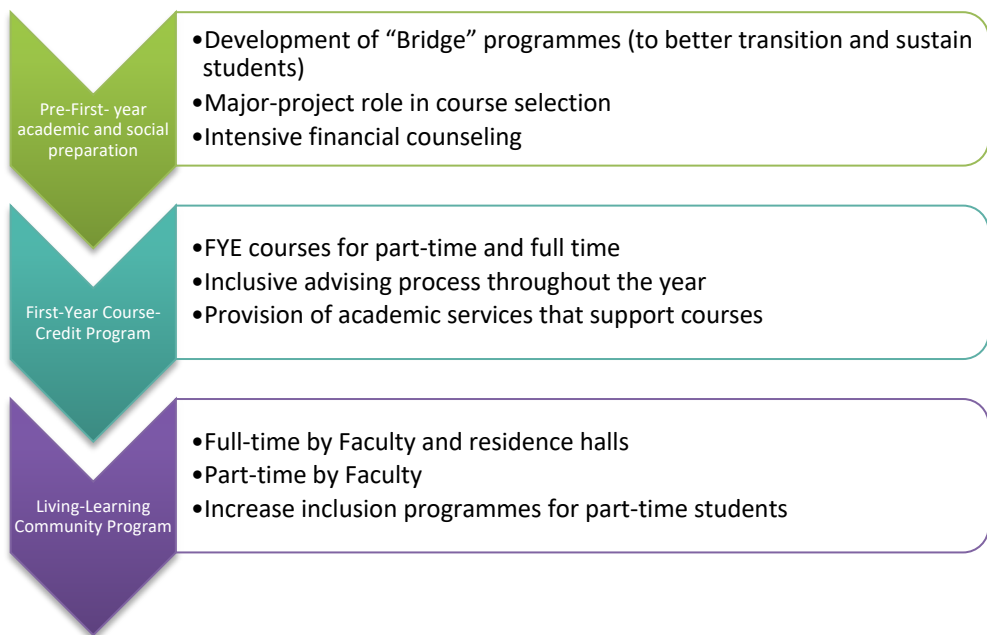 Pre-First- year
academic and social
preparation
•Development of “Bridge” programmes (to better transition and sustain
students)
•Major-project role in course selection
•Intensive financial counseling
First-Year Course-
Credit Program
•FYE courses for part-time and full time
•Inclusive advising process throughout the year
•Provision of academic services that support courses
Living-Learning
Community Program
•Full-time by Faculty and residence halls
•Part-time by Faculty
•Increase inclusion programmes for part-time students